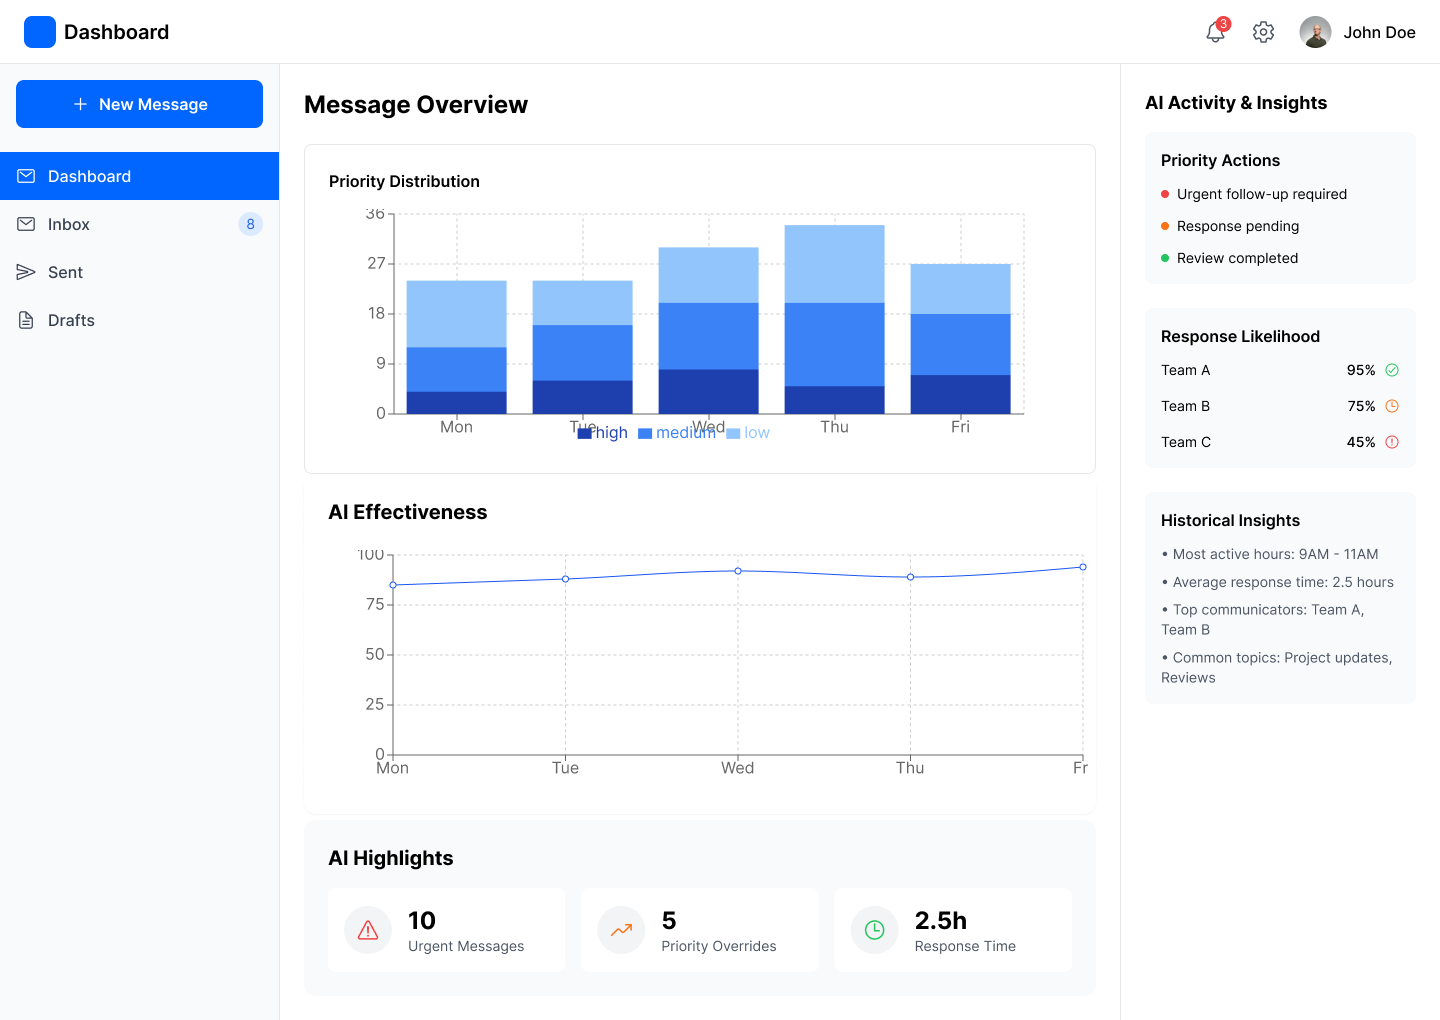 Dashboard
3
John Doe
New Message
Dashboard
Inbox
8
Sent
Drafts
Message Overview
Priority Distribution
36
27
18
9
0
Mon
Tue
Wed
Thu
Fri
high
medium
low
AI Effectiveness
100
75
50
25
0
Mon
Tue
Wed
Thu
Fr
AI Highlights
10
Urgent Messages
5
Priority Overrides
2.5h
Response Time
AI Activity & Insights
Priority Actions
Urgent follow-up required
Response pending
Review completed
Response Likelihood
Team A 95%
Team B 75%
Team C 45%
Historical Insights
• Most active hours: 9AM - 11AM
• Average response time: 2.5 hours
• Top communicators: Team A,
Team B
• Common topics: Project updates,
Reviews